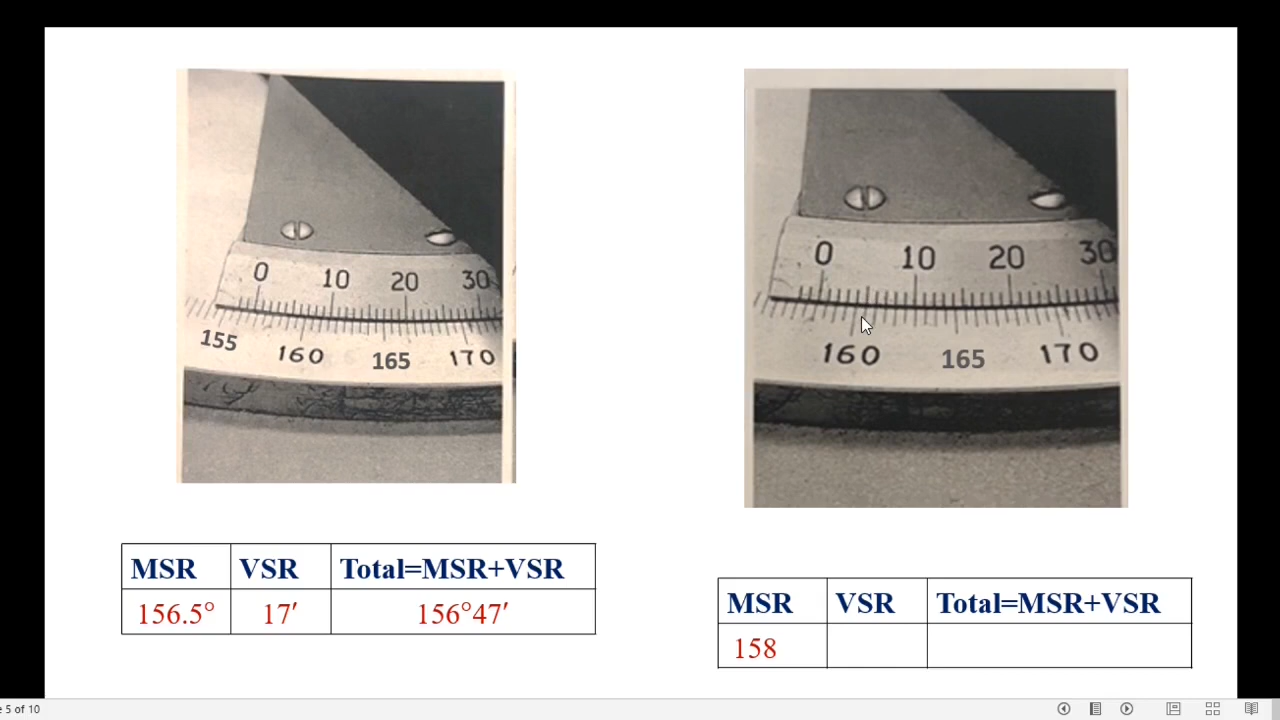 0 10 20 30
155 160 165 170
MSR VSR Total=MSR+VSR
156.5° 17′ 156°47′
0 10 20 30
160 165 170
MSR VSR Total=MSR+VSR
158
e 5 of 10